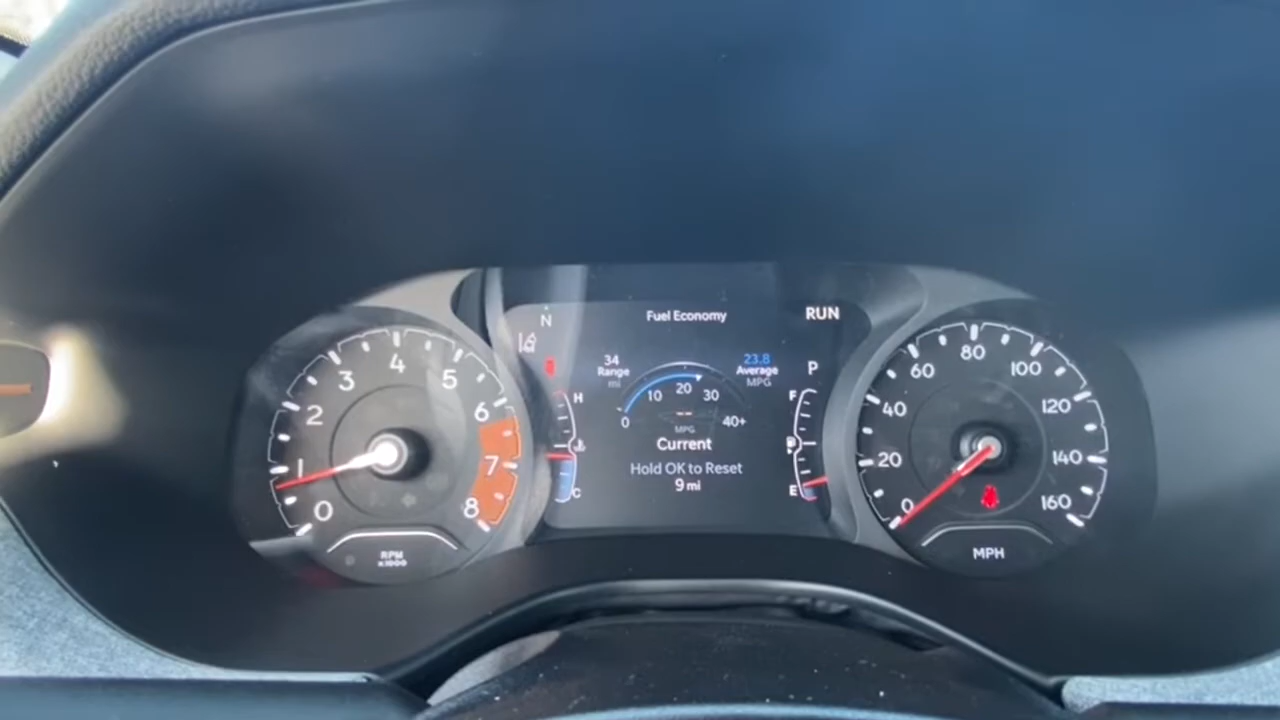 N
Fuel Economy
RUN
34
Range
mi
23.8
Average
MPG
P
0 10 20 30 40+
--
MPG
Current
Hold OK to Reset
9 mi
H
C
F
E
0 1 2 3 4 5 6 7 8
RPM
x1000
0 20 40 60 80 100 120 140 160
MPH